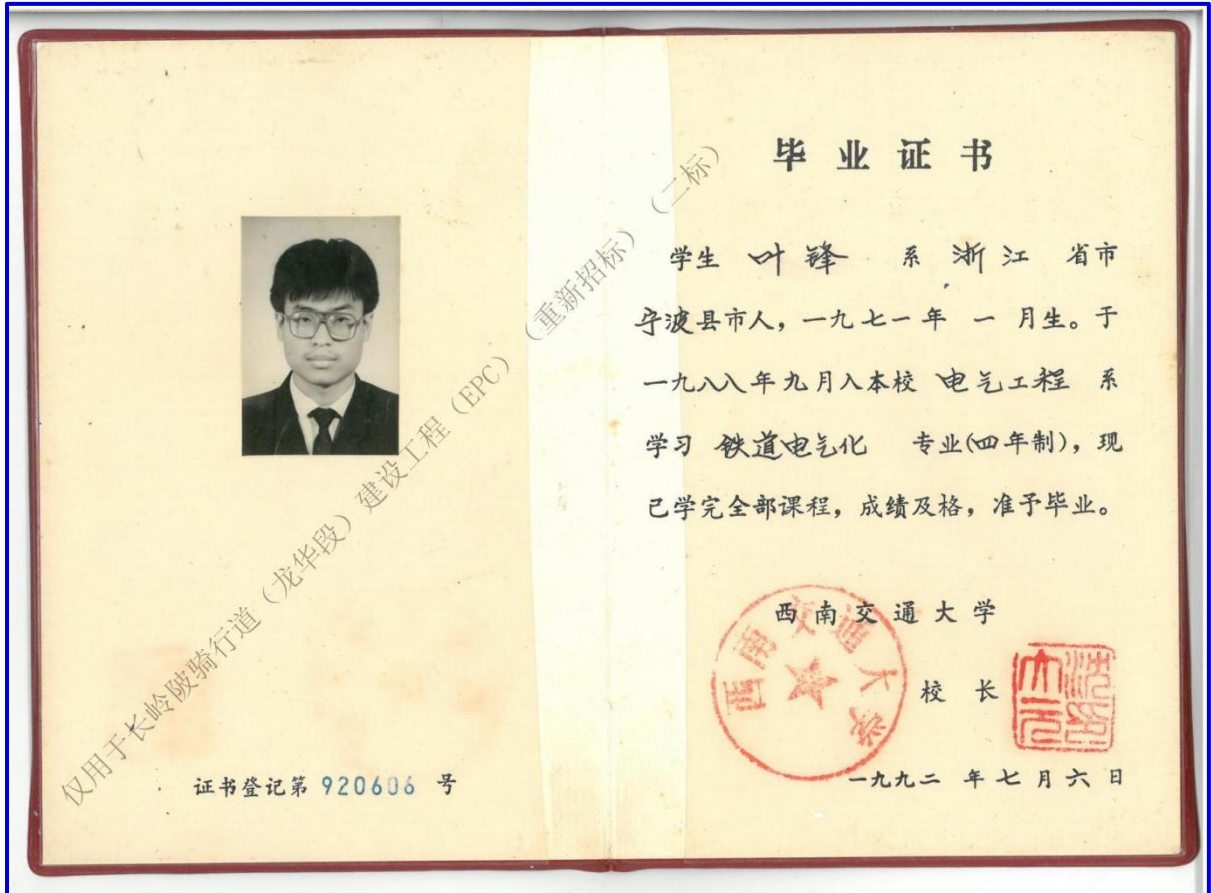 仅用于长岭陂骑行道（龙华段）建设工程（EPC）（重新招标）（二标）
证书登记第 920606 号
毕业证书
学生 叶锋 系 浙江 省市
宁波县市人，一九七一年 一 月生。于
一九八八年九月入本校 电气工程 系
学习 铁道电气化 专业(四年制)，现
已学完全部课程，成绩及格，准予毕业。
西南交通大学
西南交通大学
校 长
沈大元印
一九九二 年七月六日